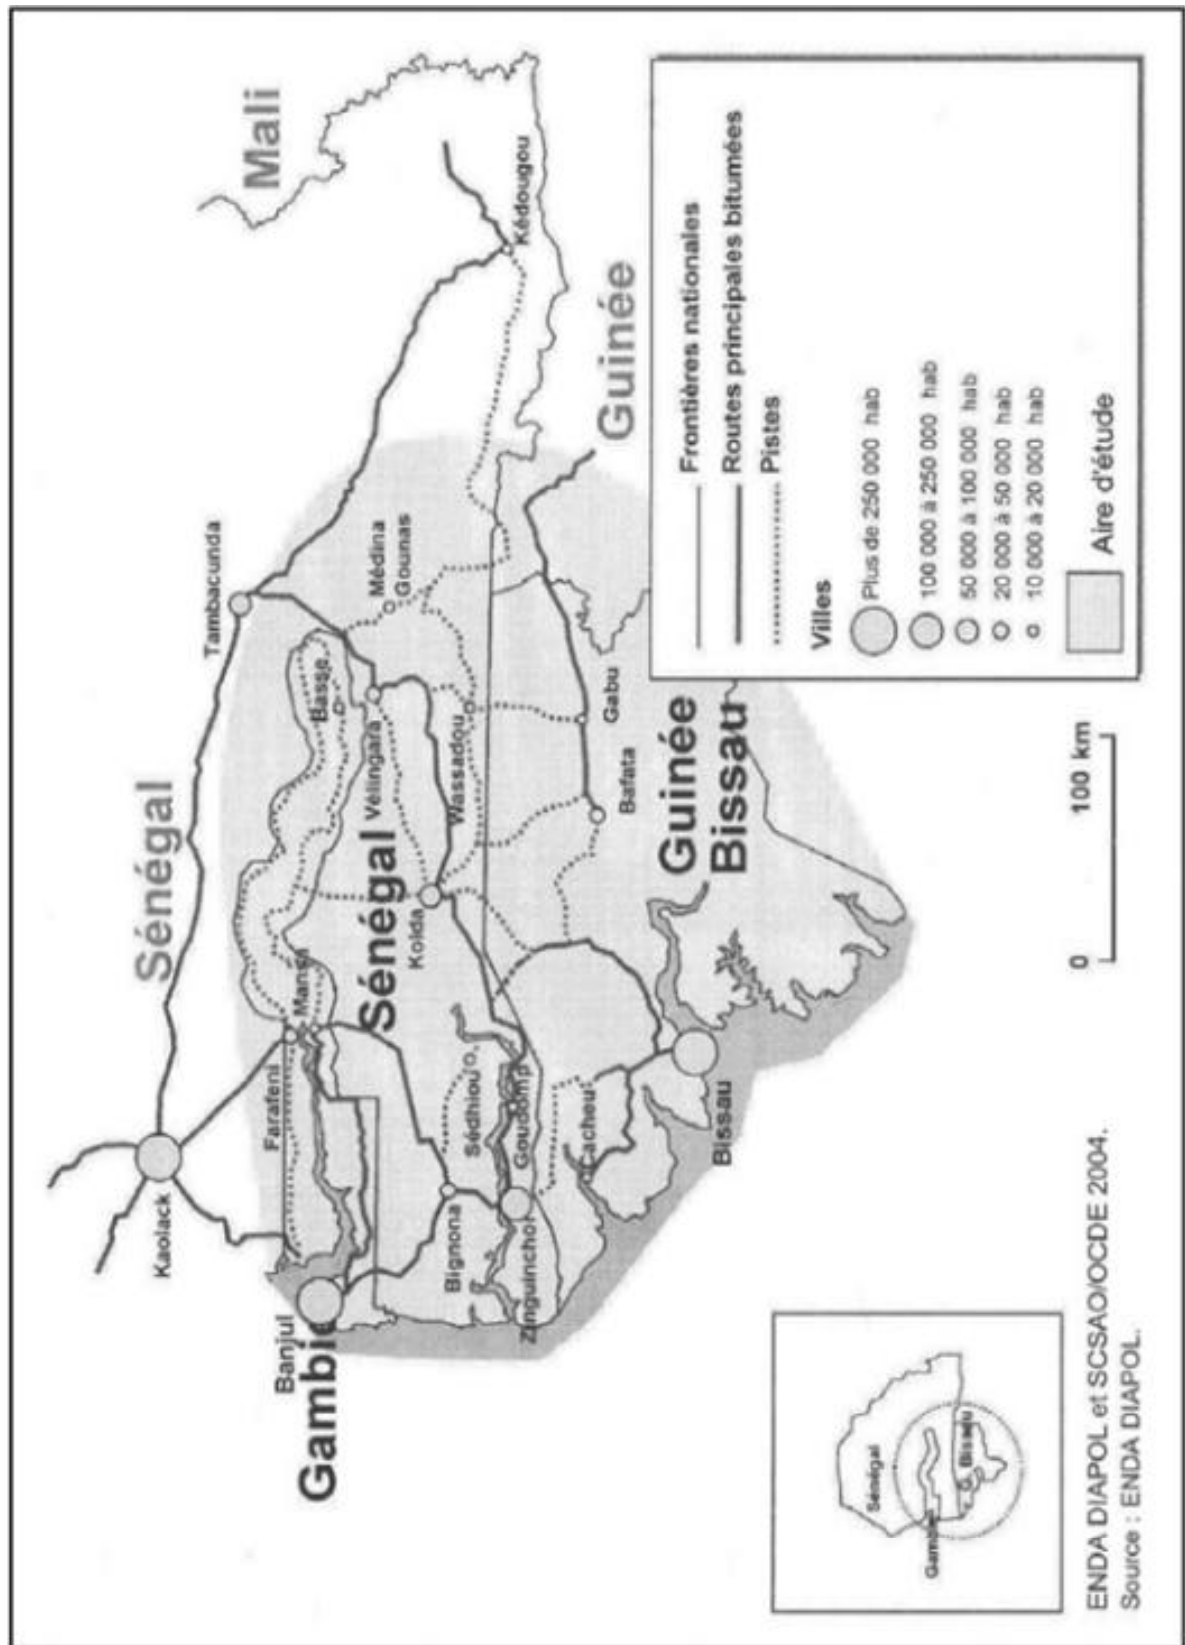 Mali
Sénégal
Tambacunda
Kédougou
Guinée
Médina
Gounas
Basse
Vélingara
Wassadou
Gabu
Bafata
Guinée
Bissau
Sénégal
Kolda
Farafeni
Kaolack
Sédhiou
Goudomp
Cacheu
Bissau
Bignona
Ziguinchor
Banjul
Gambie
Frontières nationales
Routes principales bitumées
Pistes
Villes
Plus de 250 000 hab
100 000 à 250 000 hab
50 000 à 100 000 hab
20 000 à 50 000 hab
10 000 à 20 000 hab
Aire d'étude
0 100 km
Sénégal
Gambie
G. Bissau
ENDA DIAPOL et SCSAO/OCDE 2004.
Source : ENDA DIAPOL.